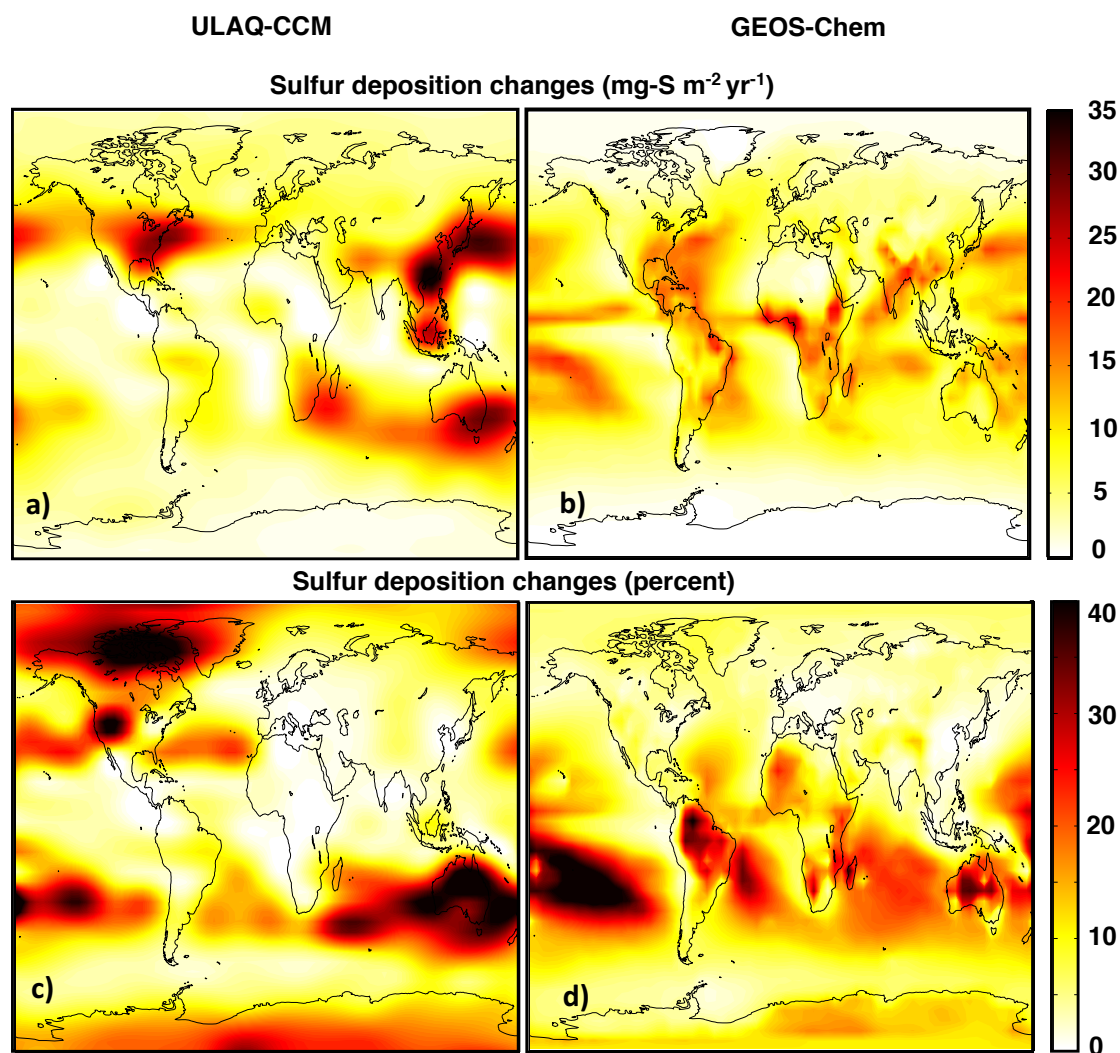 ULAQ-CCM GEOS-Chem
Sulfur deposition changes (mg-S m⁻² yr⁻¹)
35
30
25
20
15
10
5
0
a) b)
Sulfur deposition changes (percent)
40
30
20
10
0
c) d)